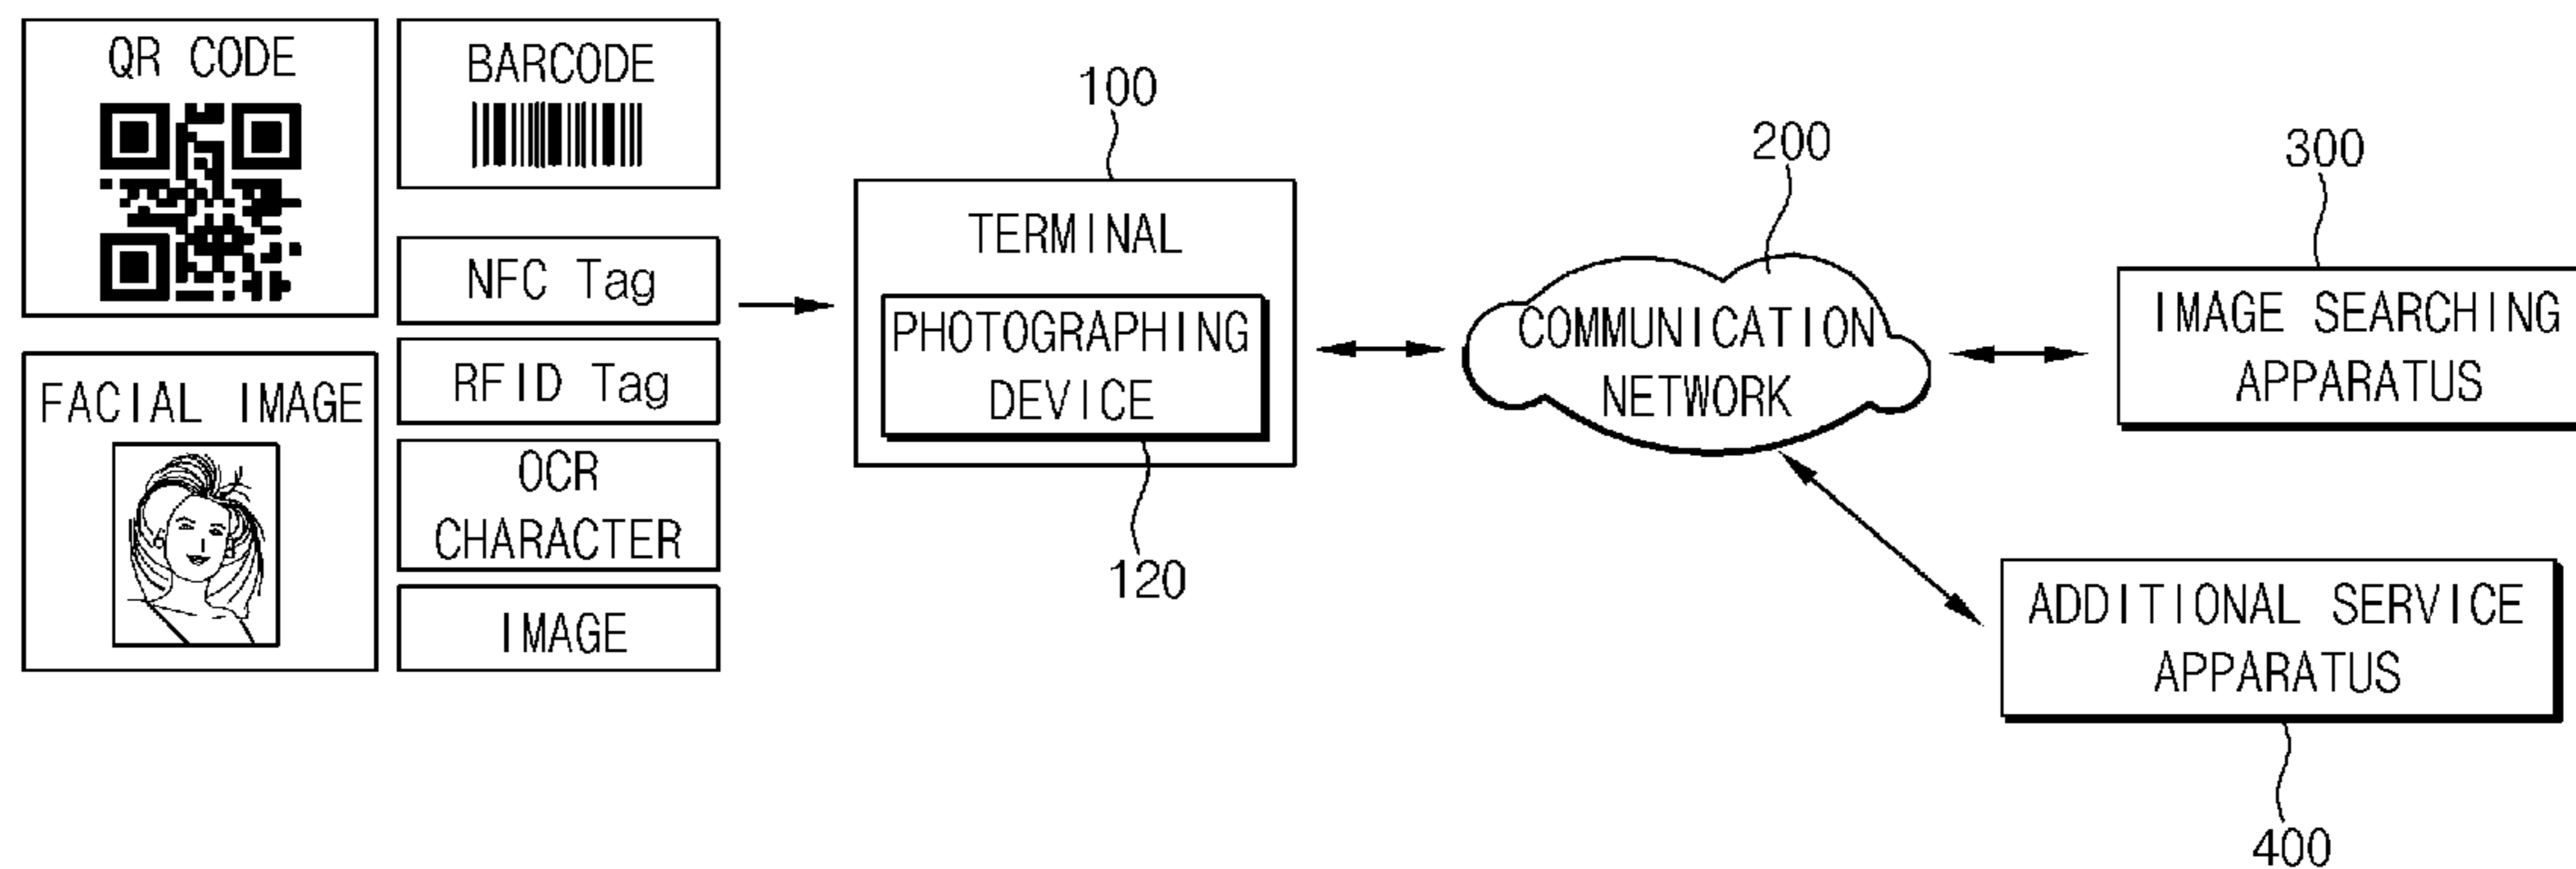 QR CODE
BARCODE
NFC Tag
RFID Tag
FACIAL IMAGE
OCR
CHARACTER
IMAGE
100
TERMINAL
PHOTOGRAPHING
DEVICE
120
200
COMMUNICATION
NETWORK
300
IMAGE SEARCHING
APPARATUS
ADDITIONAL SERVICE
APPARATUS
400